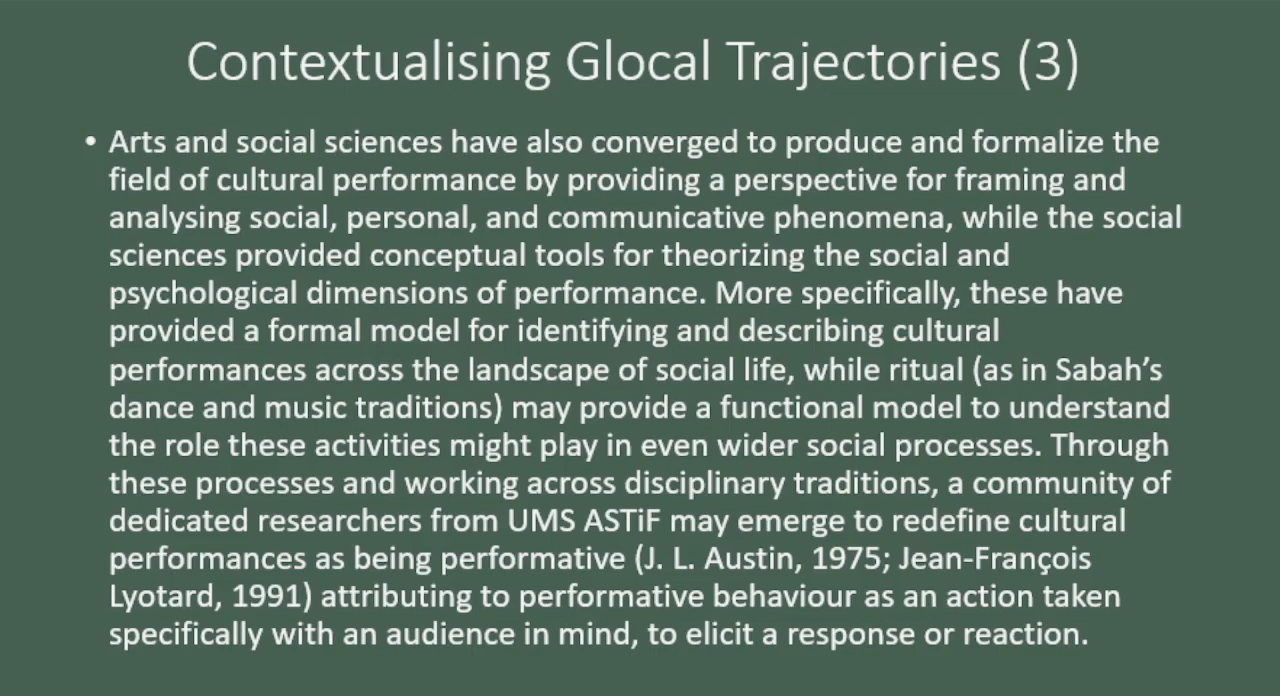 Contextualising Glocal Trajectories (3)
• Arts and social sciences have also converged to produce and formalize the
field of cultural performance by providing a perspective for framing and
analysing social, personal, and communicative phenomena, while the social
sciences provided conceptual tools for theorizing the social and
psychological dimensions of performance. More specifically, these have
provided a formal model for identifying and describing cultural
performances across the landscape of social life, while ritual (as in Sabah’s
dance and music traditions) may provide a functional model to understand
the role these activities might play in even wider social processes. Through
these processes and working across disciplinary traditions, a community of
dedicated researchers from UMS ASTiF may emerge to redefine cultural
performances as being performative (J. L. Austin, 1975; Jean-François
Lyotard, 1991) attributing to performative behaviour as an action taken
specifically with an audience in mind, to elicit a response or reaction.